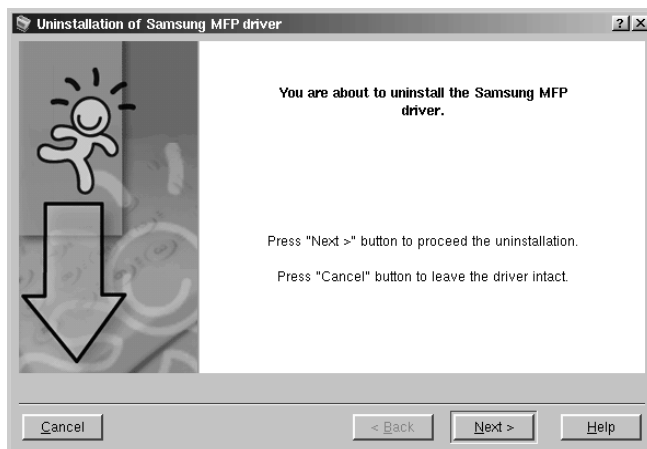 Uninstallation of Samsung MFP driver
You are about to uninstall the Samsung MFP
driver.
Press "Next >" button to proceed the uninstallation.
Press "Cancel" button to leave the driver intact.
Cancel
< Back
Next >
Help